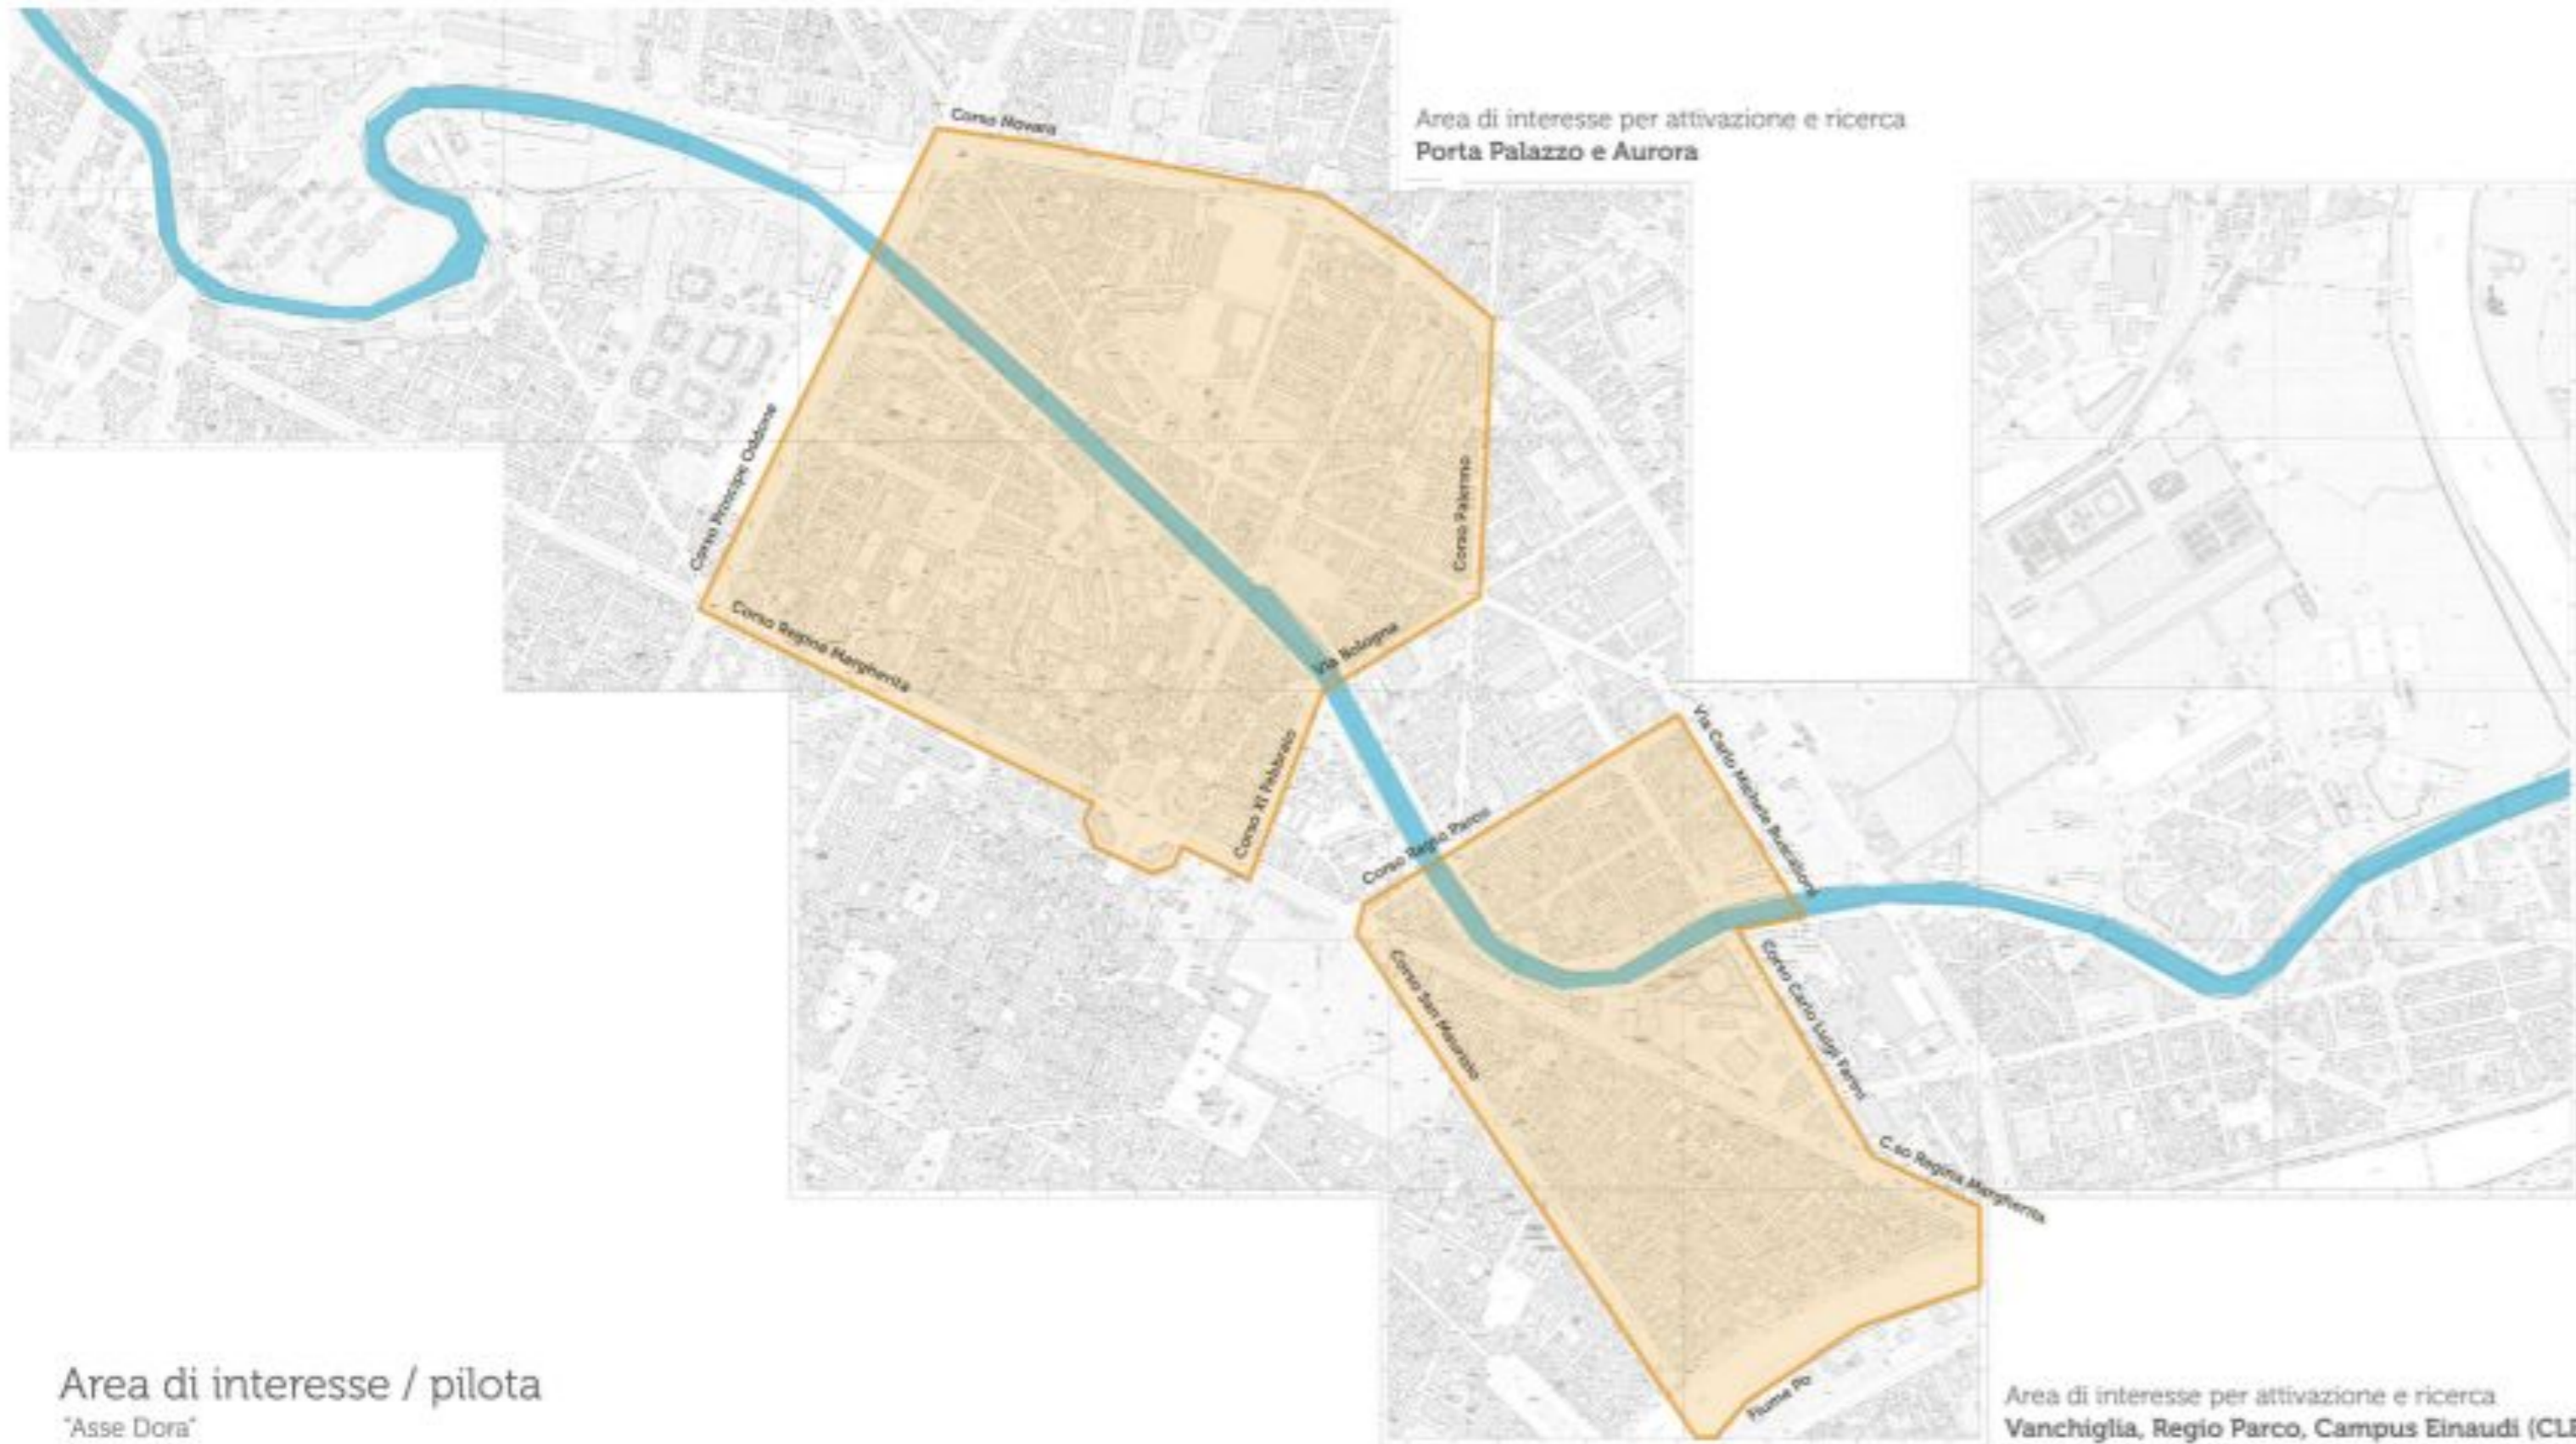 Corso Novara
Area di interesse per attivazione e ricerca
Porta Palazzo e Aurora
Corso Principe Oddone
Corso Palermo
Corso Regina Margherita
Via Bologna
Corso XI Febbraio
Via Carlo Michele Buscalioni
Corso Regio Parco
Corso San Maurizio
Corso Carlo Luigi Farini
C.so Regina Margherita
Fiume Po
Area di interesse / pilota
"Asse Dora"
Area di interesse per attivazione e ricerca
Vanchiglia, Regio Parco, Campus Einaudi (CLE